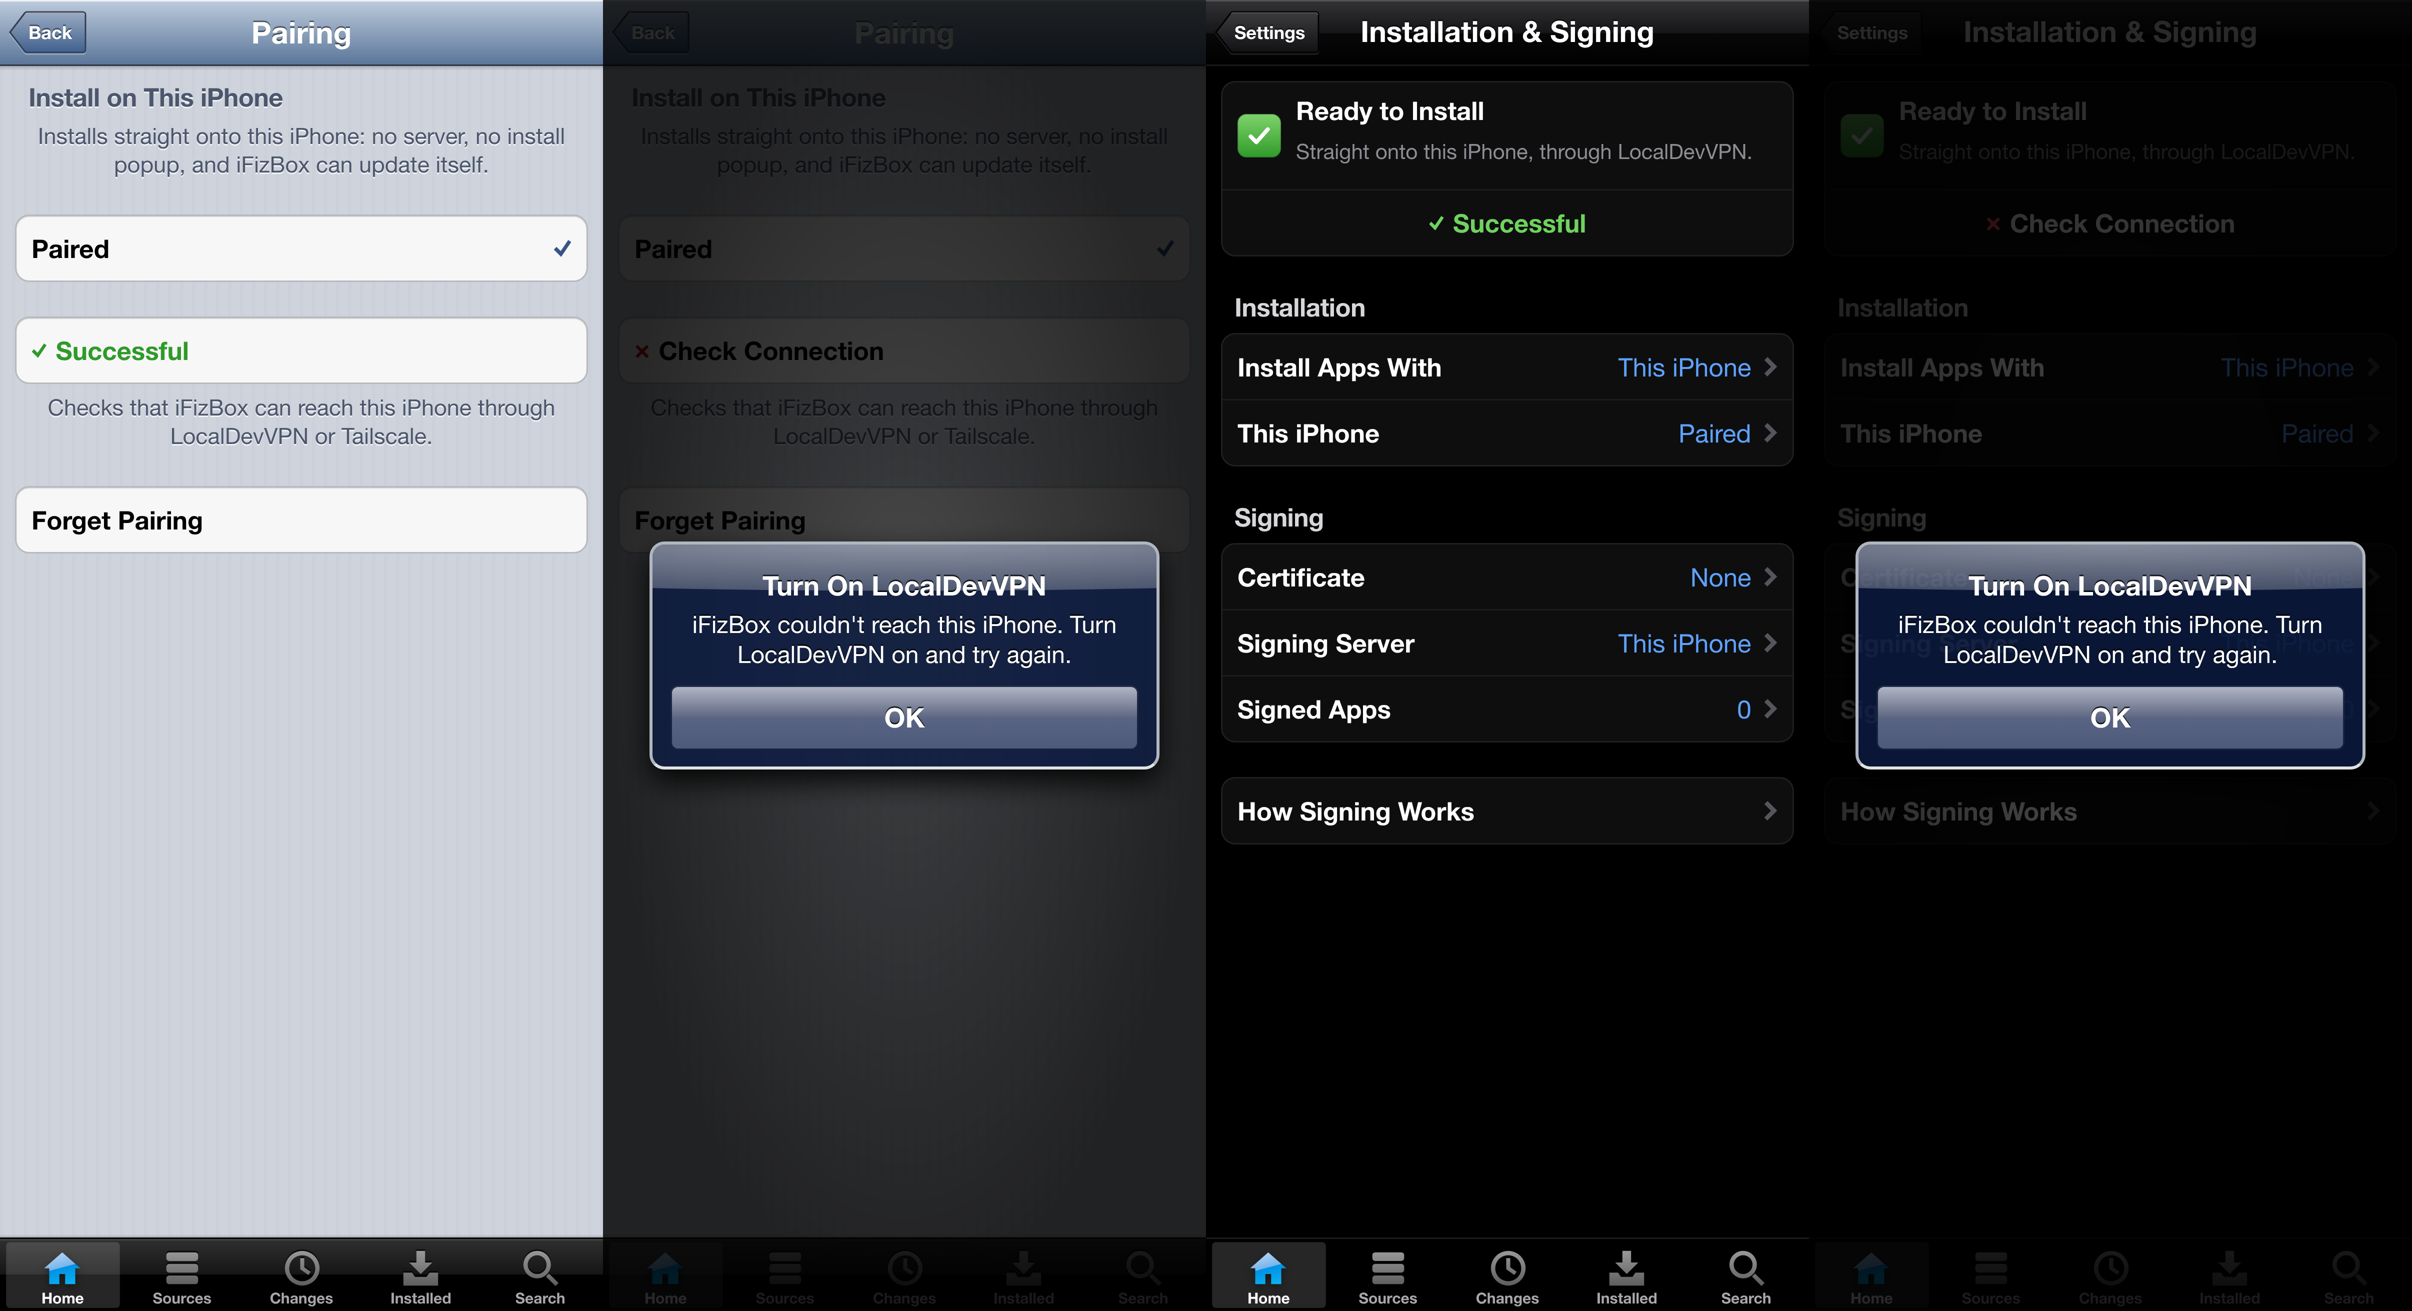 Back
Pairing
Install on This iPhone
Installs straight onto this iPhone: no server, no install
popup, and iFizBox can update itself.
Paired
Successful
Checks that iFizBox can reach this iPhone through
LocalDevVPN or Tailscale.
Forget Pairing
Home
Sources
Changes
Installed
Search
Back
Pairing
Install on This iPhone
Installs straight onto this iPhone: no server, no install
popup, and iFizBox can update itself.
Paired
Check Connection
Checks that iFizBox can reach this iPhone through
LocalDevVPN or Tailscale.
Forget Pairing
Turn On LocalDevVPN
iFizBox couldn't reach this iPhone. Turn
LocalDevVPN on and try again.
OK
Home
Sources
Changes
Installed
Search
Settings
Installation & Signing
Ready to Install
Straight onto this iPhone, through LocalDevVPN.
Successful
Installation
Install Apps With This iPhone
This iPhone Paired
Signing
Certificate None
Signing Server This iPhone
Signed Apps 0
How Signing Works
Home
Sources
Changes
Installed
Search
Settings
Installation & Signing
Ready to Install
Straight onto this iPhone, through LocalDevVPN.
Check Connection
Installation
Install Apps With This iPhone
This iPhone Paired
Signing
Turn On LocalDevVPN
iFizBox couldn't reach this iPhone. Turn
LocalDevVPN on and try again.
OK
How Signing Works
Home
Sources
Changes
Installed
Search